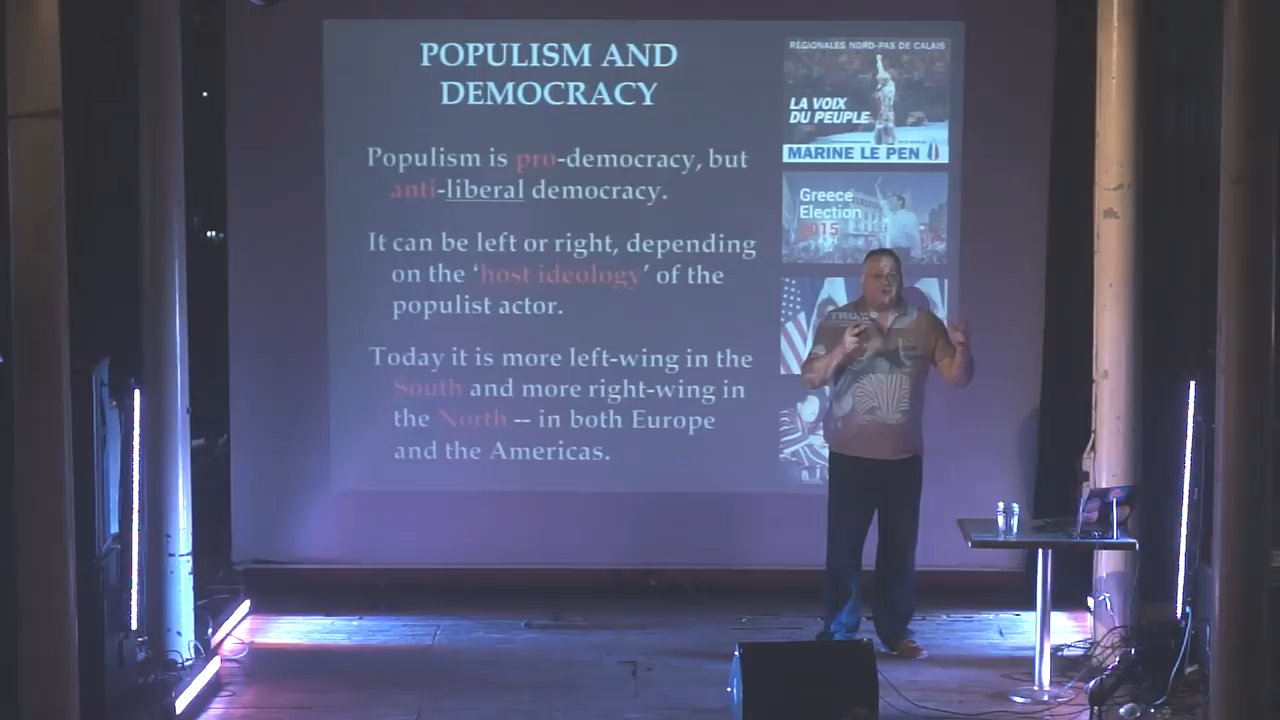 POPULISM AND
DEMOCRACY
Populism is pro-democracy, but
anti-liberal democracy.
It can be left or right, depending
on the ‘host ideology’ of the
populist actor.
Today it is more left-wing in the
South and more right-wing in
the North -- in both Europe
and the Americas.
RÉGIONALES NORD-PAS DE CALAIS
LA VOIX
DU PEUPLE
MARINE LE PEN
Greece
Election
2015